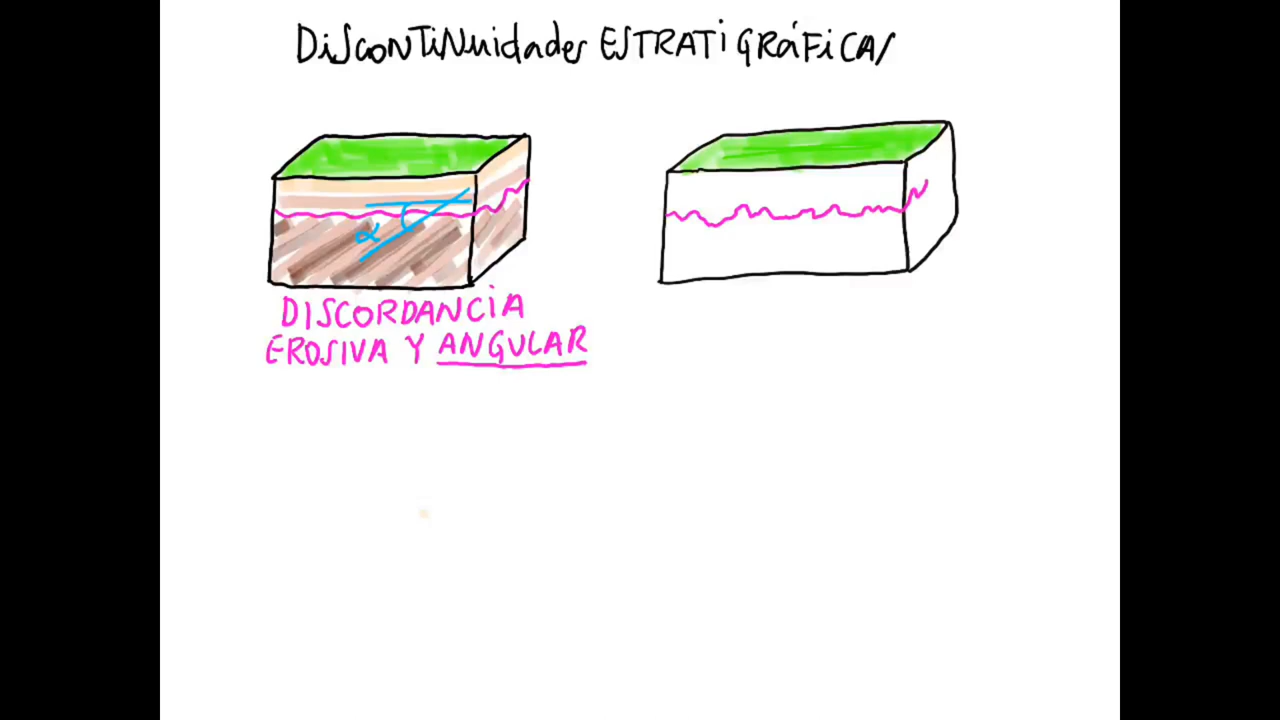 DiSconTiNuidades ESTRATiGRáFiCAs
α
DISCORDANCiA
EROSIVA Y ANGULAR